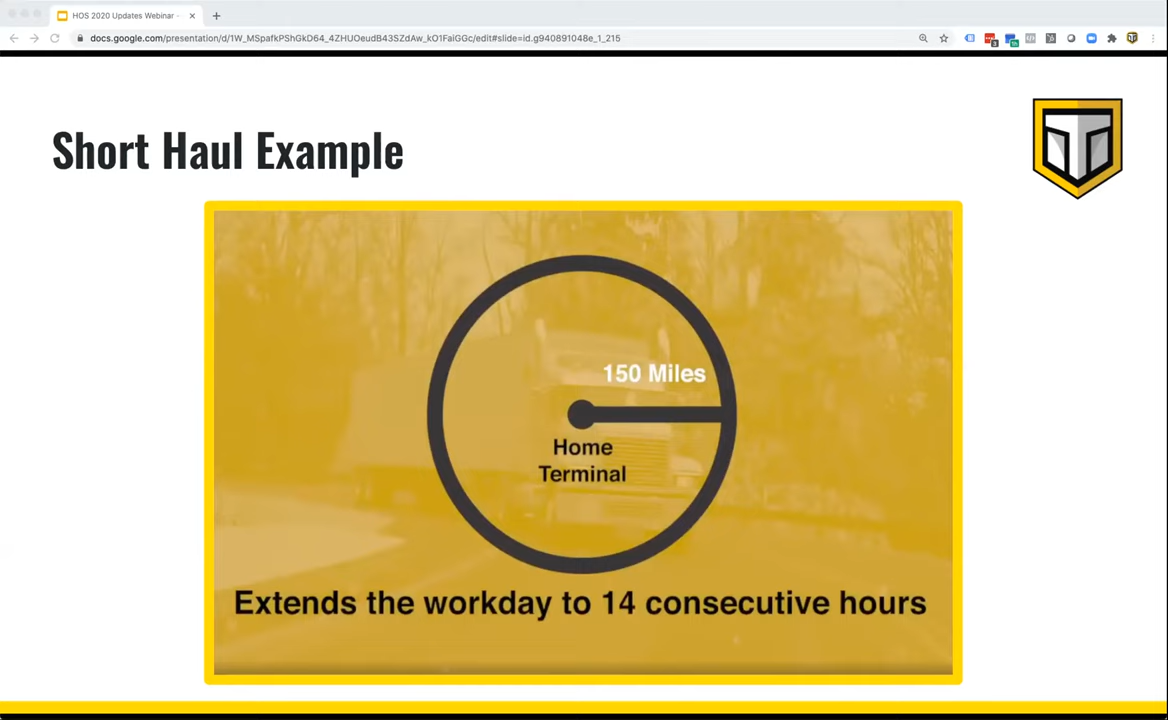 HOS 2020 Updates Webinar -
docs.google.com/presentation/d/1W_MSpafkPShGkD64_4ZHUOeudB43SZdAw_kO1FaiGGc/edit#slide=id.g940891048e_1_215
Short Haul Example
150 Miles
Home
Terminal
Extends the workday to 14 consecutive hours